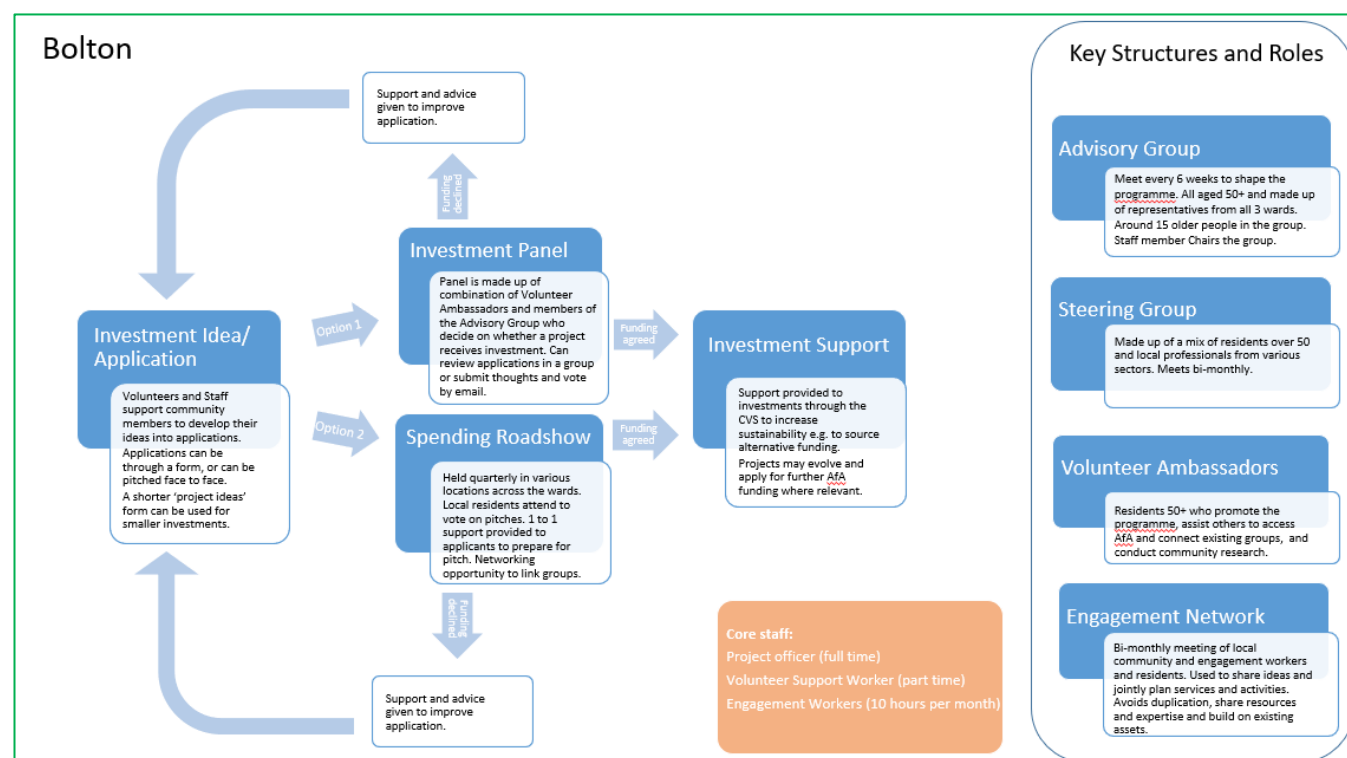 Bolton
Support and advice
given to improve
application.
Funding
declined
Investment Idea/
Application
Volunteers and Staff
support community
members to develop their
ideas into applications.
Applications can be
through a form, or can be
pitched face to face.
A shorter ‘project ideas’
form can be used for
smaller investments.
Option 1
Option 2
Investment Panel
Panel is made up of
combination of Volunteer
Ambassadors and members of
the Advisory Group who
decide on whether a project
receives investment. Can
review applications in a group
or submit thoughts and vote
by email.
Spending Roadshow
Held quarterly in various
locations across the wards.
Local residents attend to
vote on pitches. 1 to 1
support provided to
applicants to prepare for
pitch. Networking
opportunity to link groups.
Funding
agreed
Funding
agreed
Investment Support
Support provided to
investments through the
CVS to increase
sustainability e.g. to source
alternative funding.
Projects may evolve and
apply for further AfA
funding where relevant.
Funding
declined
Support and advice
given to improve
application.
Core staff:
Project officer (full time)
Volunteer Support Worker (part time)
Engagement Workers (10 hours per month)
Key Structures and Roles
Advisory Group
Meet every 6 weeks to shape the
programme. All aged 50+ and made up
of representatives from all 3 wards.
Around 15 older people in the group.
Staff member Chairs the group.
Steering Group
Made up of a mix of residents over 50
and local professionals from various
sectors. Meets bi-monthly.
Volunteer Ambassadors
Residents 50+ who promote the
programme, assist others to access
AfA and connect existing groups, and
conduct community research.
Engagement Network
Bi-monthly meeting of local
community and engagement workers
and residents. Used to share ideas and
jointly plan services and activities.
Avoids duplication, share resources
and expertise and build on existing
assets.